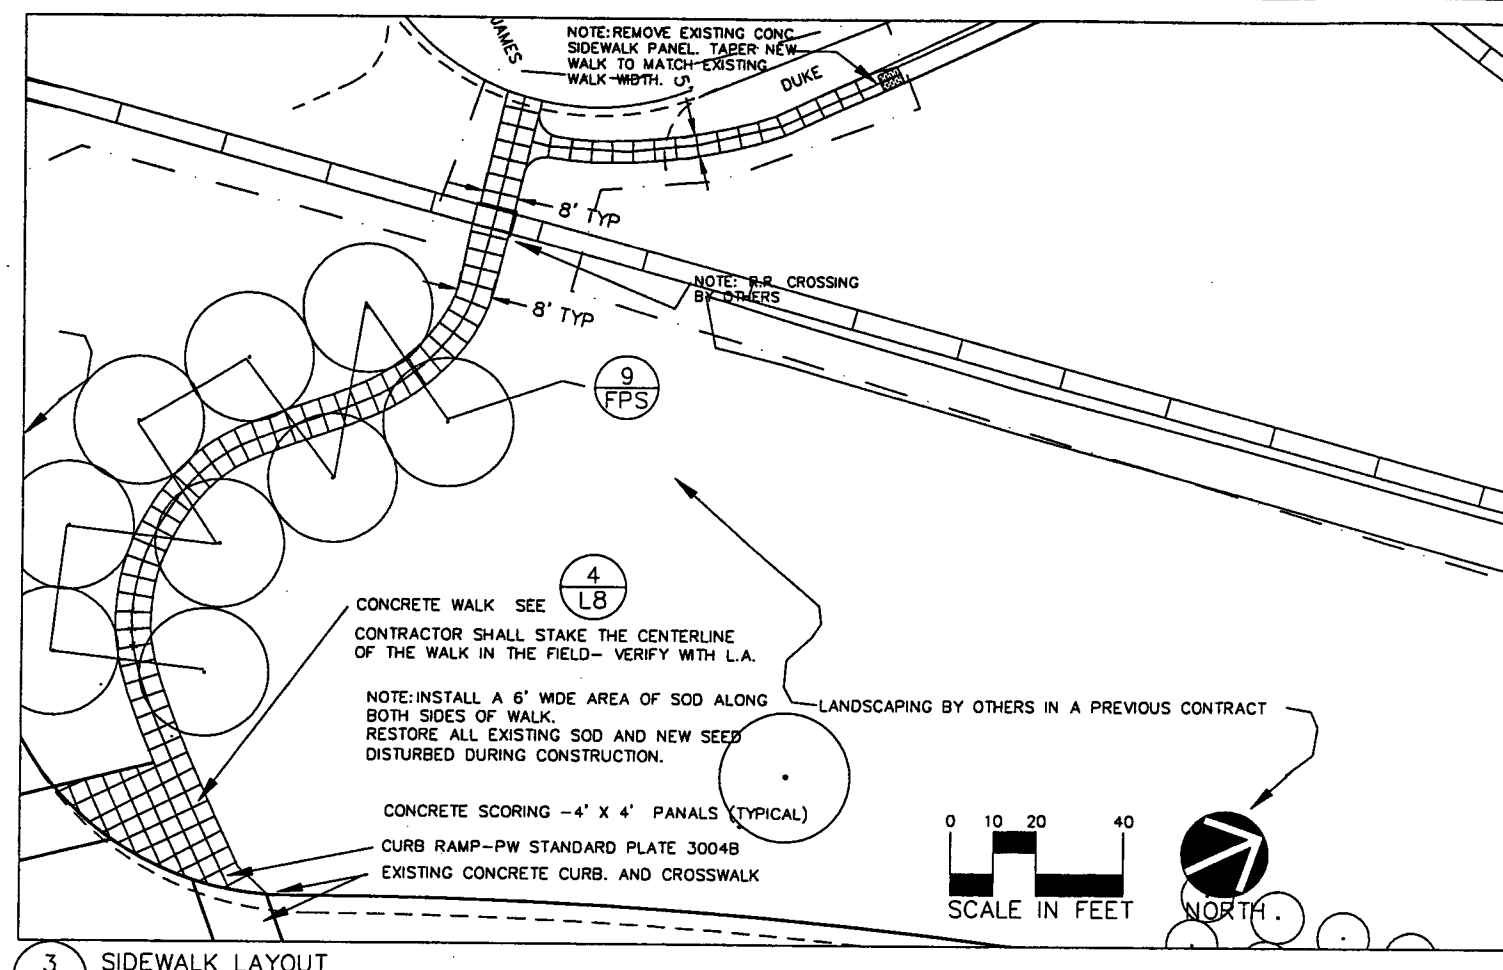 JAMES
NOTE: REMOVE EXISTING CONC.
SIDEWALK PANEL. TAPER NEW
WALK TO MATCH EXISTING
WALK WIDTH.
5'
DUKE
8' TYP
8' TYP
NOTE: R.R. CROSSING
BY OTHERS
9
FPS
4
L8
CONCRETE WALK SEE
CONTRACTOR SHALL STAKE THE CENTERLINE
OF THE WALK IN THE FIELD- VERIFY WITH L.A.
NOTE: INSTALL A 6' WIDE AREA OF SOD ALONG
BOTH SIDES OF WALK.
RESTORE ALL EXISTING SOD AND NEW SEED
DISTURBED DURING CONSTRUCTION.
LANDSCAPING BY OTHERS IN A PREVIOUS CONTRACT
CONCRETE SCORING -4' X 4' PANALS (TYPICAL)
CURB RAMP-PW STANDARD PLATE 3004B
EXISTING CONCRETE CURB. AND CROSSWALK
0 10 20 40
SCALE IN FEET
NORTH
3 SIDEWALK LAYOUT